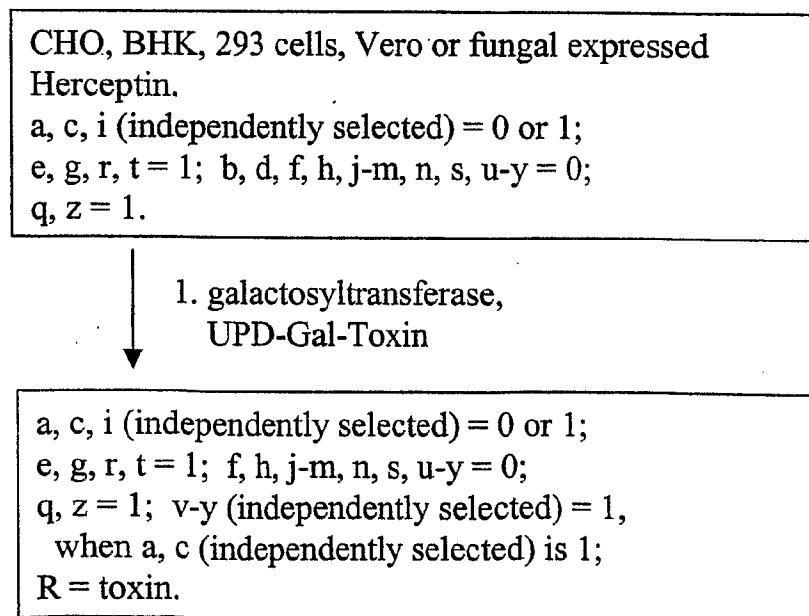 CHO, BHK, 293 cells, Vero or fungal expressed
Herceptin.
a, c, i (independently selected) = 0 or 1;
e, g, r, t = 1; b, d, f, h, j-m, n, s, u-y = 0;
q, z = 1.
1. galactosyltransferase,
UPD-Gal-Toxin
a, c, i (independently selected) = 0 or 1;
e, g, r, t = 1; f, h, j-m, n, s, u-y = 0;
q, z = 1; v-y (independently selected) = 1,
when a, c (independently selected) is 1;
R = toxin.